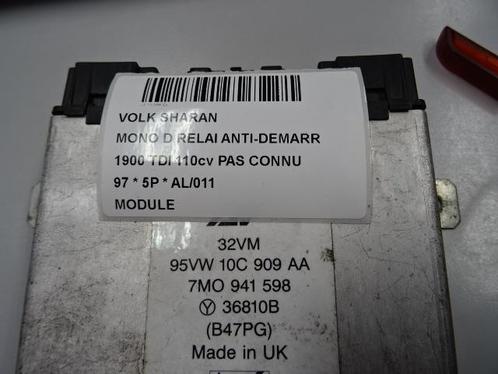 VOLK SHARAN
MONO D RELAI ANTI-DEMARR
1900 TDI 110cv PAS CONNU
97 * 5P * AL/011
MODULE
32VM
95VW 10C 909 AA
7MO 941 598
Ⓨ 36810B
(B47PG)
Made in UK